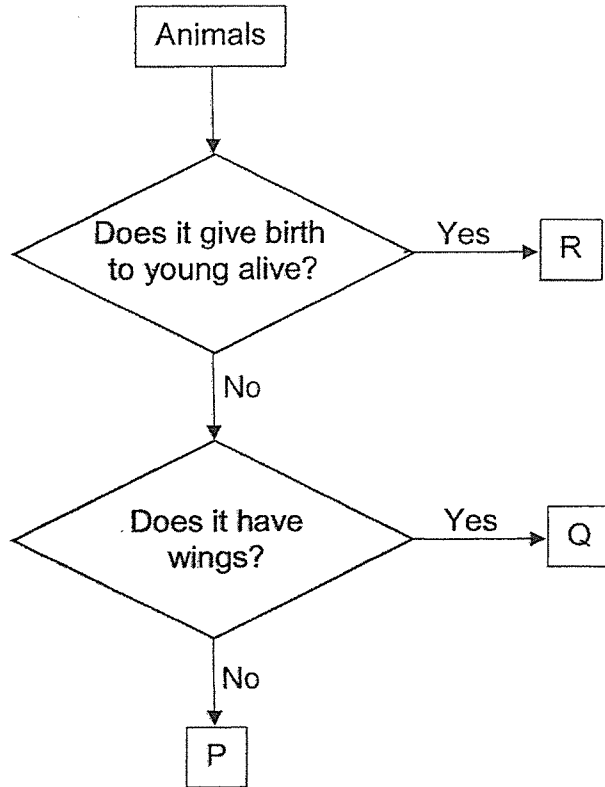 Animals
Does it give birth
to young alive?
Yes
R
No
Does it have
wings?
Yes
Q
No
P